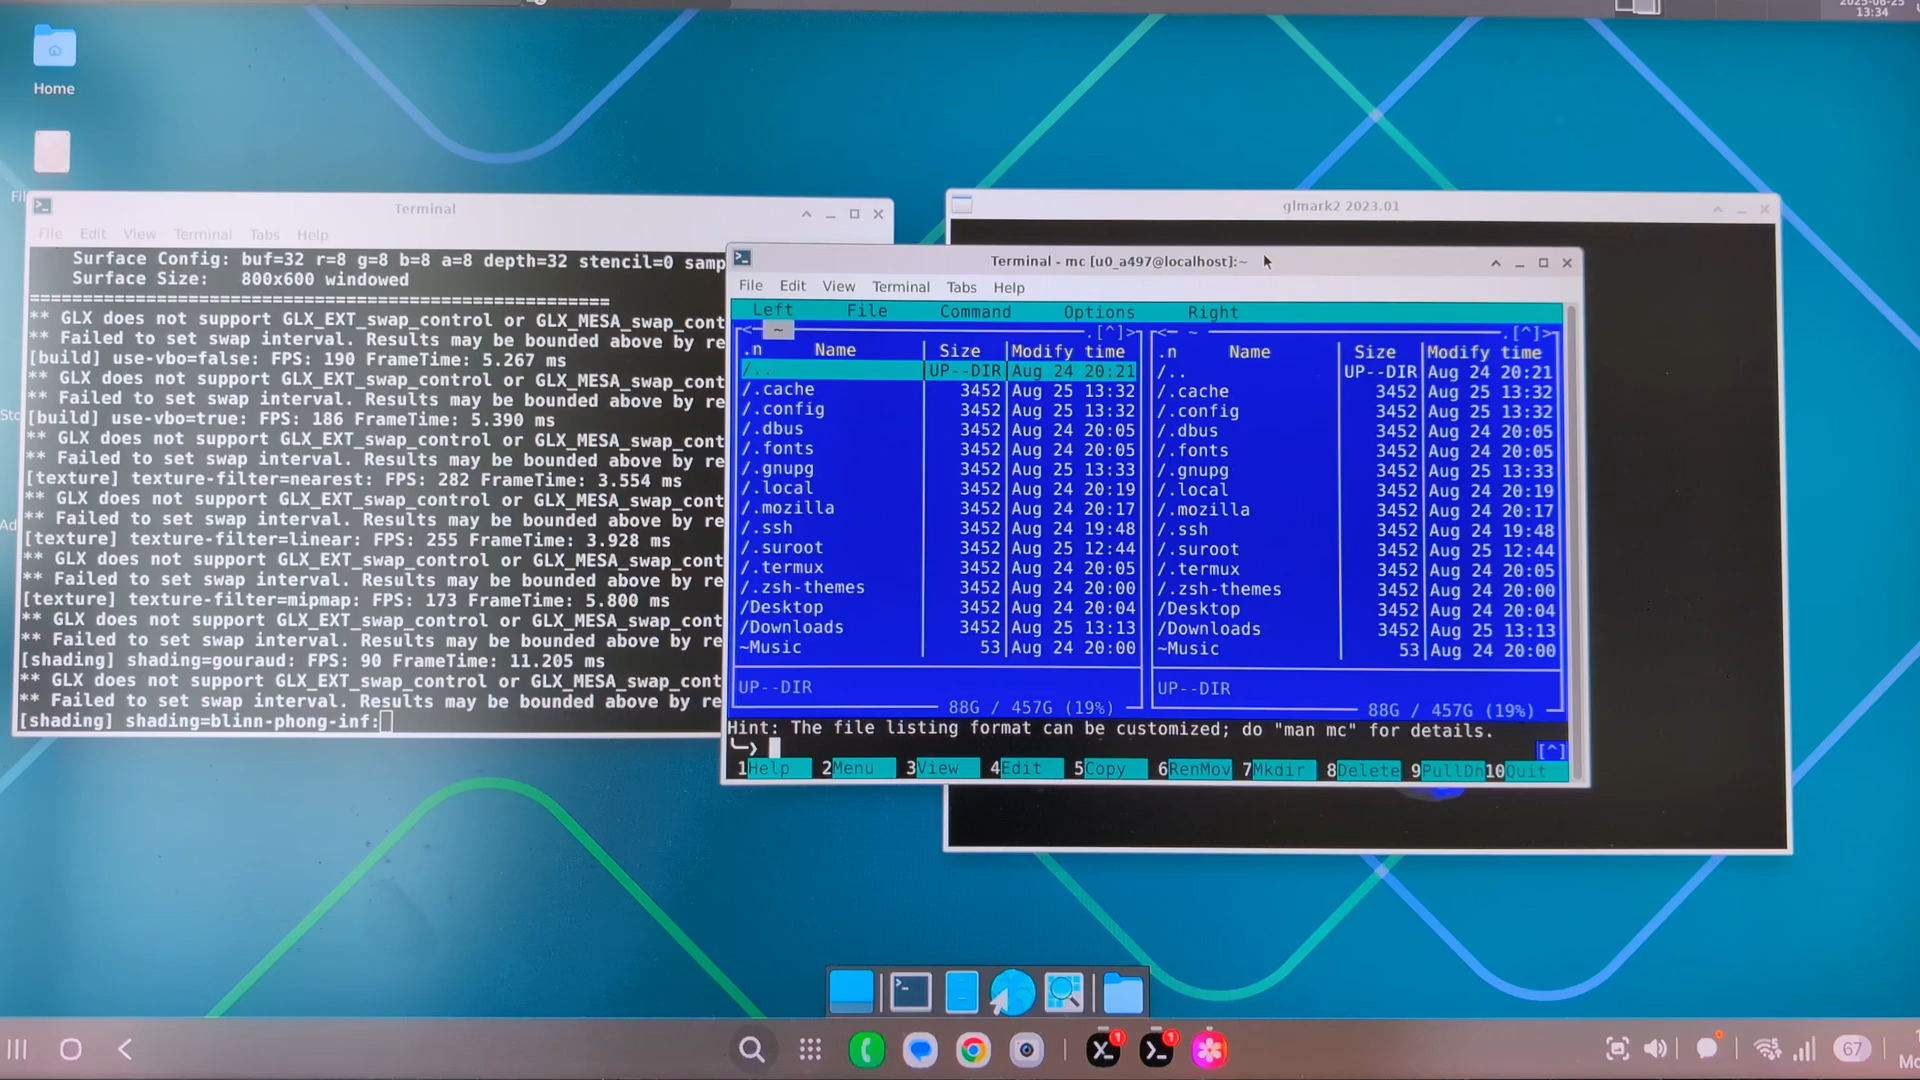 2025-08-25
13:34
Home
Terminal
File Edit View Terminal Tabs Help
Surface Config: buf=32 r=8 g=8 b=8 a=8 depth=32 stencil=0 samp
Surface Size: 800x600 windowed
=======================================================
** GLX does not support GLX_EXT_swap_control or GLX_MESA_swap_cont
** Failed to set swap interval. Results may be bounded above by re
[build] use-vbo=false: FPS: 190 FrameTime: 5.267 ms
** GLX does not support GLX_EXT_swap_control or GLX_MESA_swap_cont
** Failed to set swap interval. Results may be bounded above by re
[build] use-vbo=true: FPS: 186 FrameTime: 5.390 ms
** GLX does not support GLX_EXT_swap_control or GLX_MESA_swap_cont
** Failed to set swap interval. Results may be bounded above by re
[texture] texture-filter=nearest: FPS: 282 FrameTime: 3.554 ms
** GLX does not support GLX_EXT_swap_control or GLX_MESA_swap_cont
** Failed to set swap interval. Results may be bounded above by re
[texture] texture-filter=linear: FPS: 255 FrameTime: 3.928 ms
** GLX does not support GLX_EXT_swap_control or GLX_MESA_swap_cont
** Failed to set swap interval. Results may be bounded above by re
[texture] texture-filter=mipmap: FPS: 173 FrameTime: 5.800 ms
** GLX does not support GLX_EXT_swap_control or GLX_MESA_swap_cont
** Failed to set swap interval. Results may be bounded above by re
[shading] shading=gouraud: FPS: 90 FrameTime: 11.205 ms
** GLX does not support GLX_EXT_swap_control or GLX_MESA_swap_cont
** Failed to set swap interval. Results may be bounded above by re
[shading] shading=blinn-phong-inf:
glmark2 2023.01
Terminal - mc [u0_a497@localhost]:~
File Edit View Terminal Tabs Help
Left File Command Options Right
<- ~ .[^]> <- ~ .[^]>
.n Name Size Modify time .n Name Size Modify time
/.. UP--DIR Aug 24 20:21 /.. UP--DIR Aug 24 20:21
/.cache 3452 Aug 25 13:32 /.cache 3452 Aug 25 13:32
/.config 3452 Aug 25 13:32 /.config 3452 Aug 25 13:32
/.dbus 3452 Aug 24 20:05 /.dbus 3452 Aug 24 20:05
/.fonts 3452 Aug 24 20:05 /.fonts 3452 Aug 24 20:05
/.gnupg 3452 Aug 25 13:33 /.gnupg 3452 Aug 25 13:33
/.local 3452 Aug 24 20:19 /.local 3452 Aug 24 20:19
/.mozilla 3452 Aug 24 20:17 /.mozilla 3452 Aug 24 20:17
/.ssh 3452 Aug 24 19:48 /.ssh 3452 Aug 24 19:48
/.suroot 3452 Aug 25 12:44 /.suroot 3452 Aug 25 12:44
/.termux 3452 Aug 24 20:05 /.termux 3452 Aug 24 20:05
/.zsh-themes 3452 Aug 24 20:00 /.zsh-themes 3452 Aug 24 20:00
/Desktop 3452 Aug 24 20:04 /Desktop 3452 Aug 24 20:04
/Downloads 3452 Aug 25 13:13 /Downloads 3452 Aug 25 13:13
~Music 53 Aug 24 20:00 ~Music 53 Aug 24 20:00
UP--DIR UP--DIR
88G / 457G (19%) 88G / 457G (19%)
Hint: The file listing format can be customized; do "man mc" for details.
[^]
1Help 2Menu 3View 4Edit 5Copy 6RenMov 7Mkdir 8Delete 9PullDn 10Quit
1 1
67